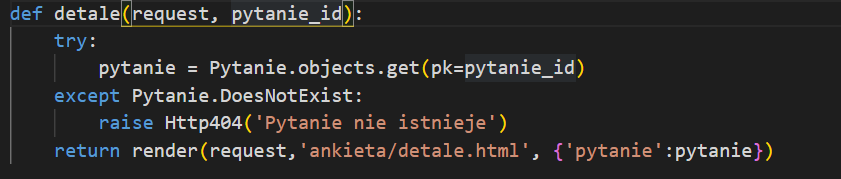 def detale(request, pytanie_id):
    try:
        pytanie = Pytanie.objects.get(pk=pytanie_id)
    except Pytanie.DoesNotExist:
        raise Http404('Pytanie nie istnieje')
    return render(request,'ankieta/detale.html', {'pytanie':pytanie})